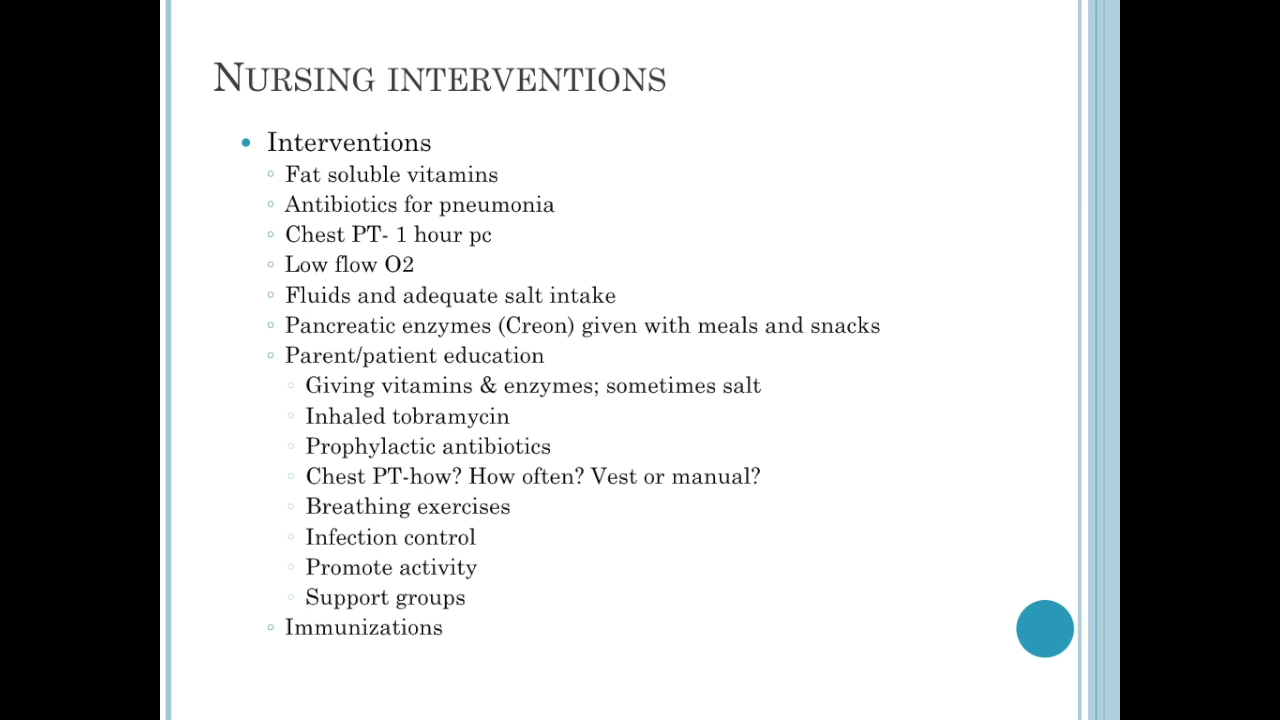 Nursing interventions
Interventions
Fat soluble vitamins
Antibiotics for pneumonia
Chest PT- 1 hour pc
Low flow O2
Fluids and adequate salt intake
Pancreatic enzymes (Creon) given with meals and snacks
Parent/patient education
Giving vitamins & enzymes; sometimes salt
Inhaled tobramycin
Prophylactic antibiotics
Chest PT-how? How often? Vest or manual?
Breathing exercises
Infection control
Promote activity
Support groups
Immunizations